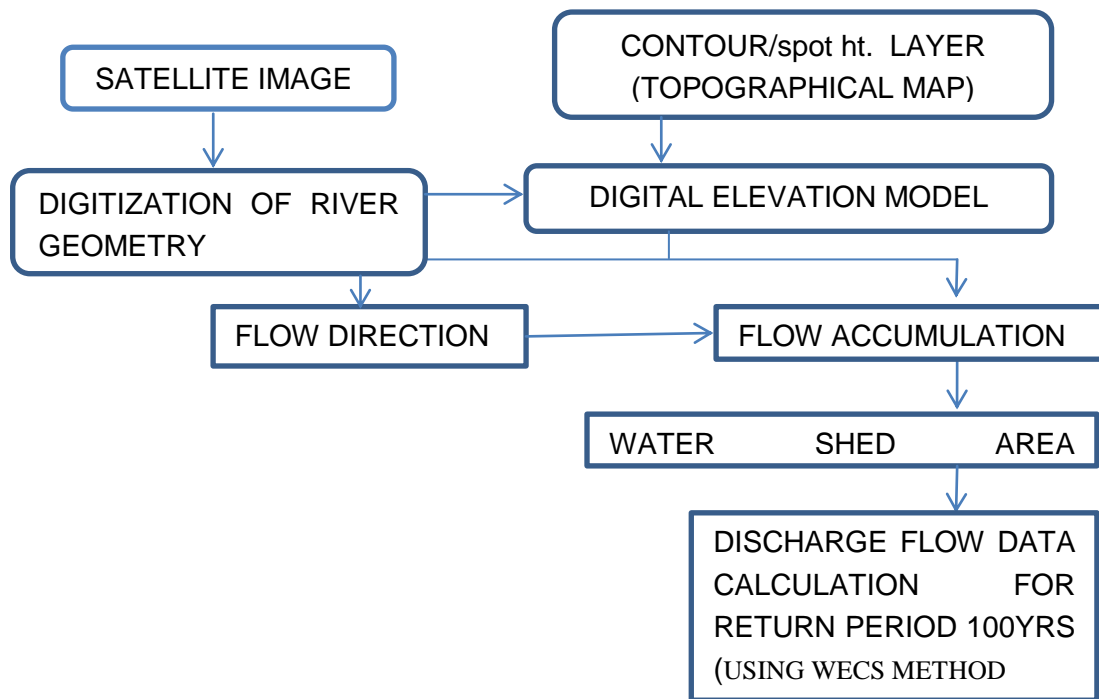 SATELLITE IMAGE
CONTOUR/spot ht. LAYER
(TOPOGRAPHICAL MAP)
DIGITIZATION OF RIVER
GEOMETRY
DIGITAL ELEVATION MODEL
FLOW DIRECTION
FLOW ACCUMULATION
WATER SHED AREA
DISCHARGE FLOW DATA
CALCULATION FOR
RETURN PERIOD 100YRS
(USING WECS METHOD